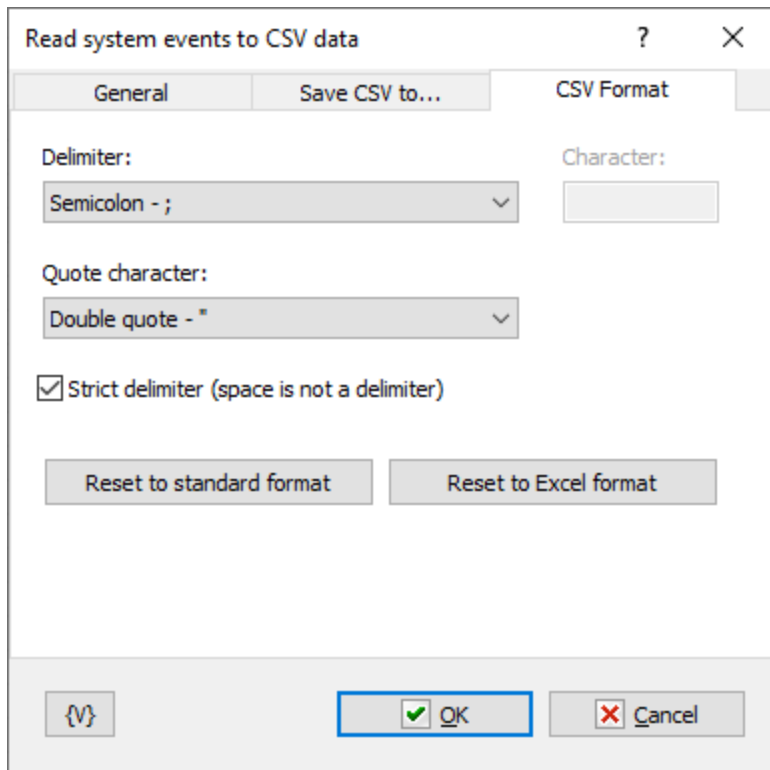 Read system events to CSV data ?
General Save CSV to... CSV Format
Delimiter: Character:
Semicolon - ;
Quote character:
Double quote - "
Strict delimiter (space is not a delimiter)
Reset to standard format Reset to Excel format
{V} OK Cancel